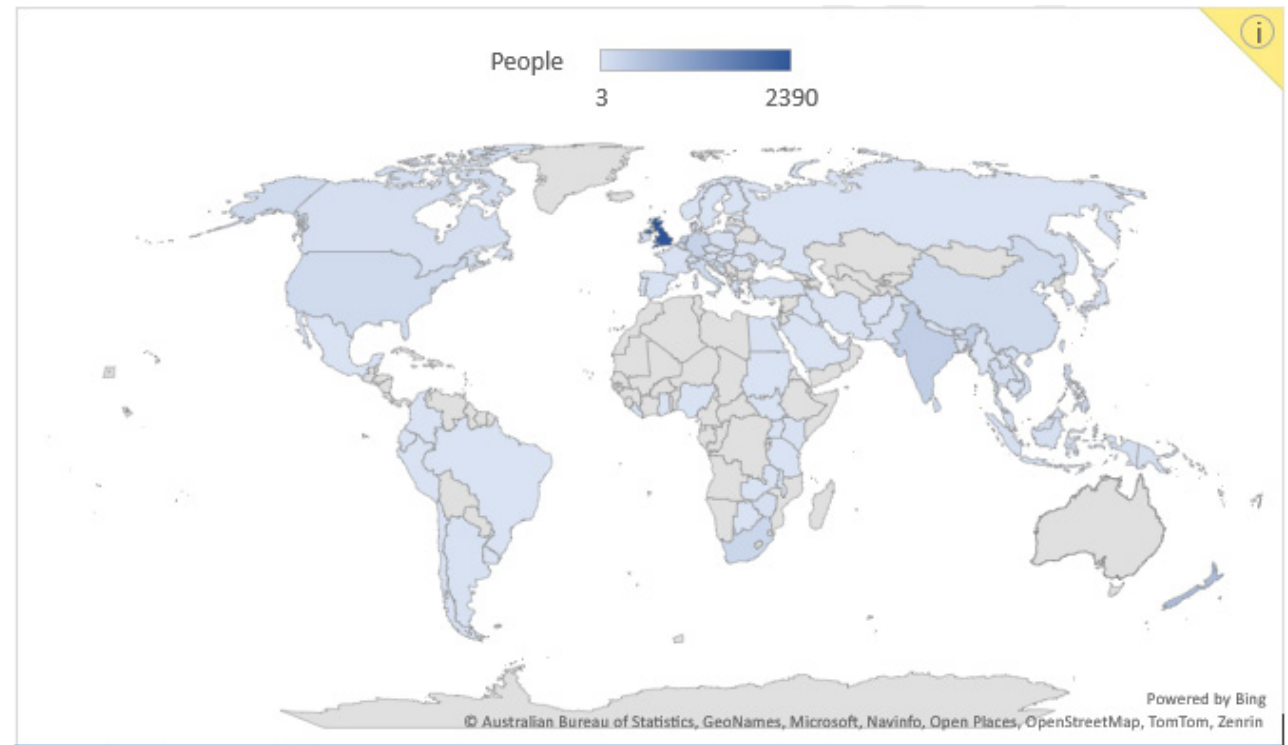 i
People
3 2390
Powered by Bing
© Australian Bureau of Statistics, GeoNames, Microsoft, Navinfo, Open Places, OpenStreetMap, TomTom, Zenrin